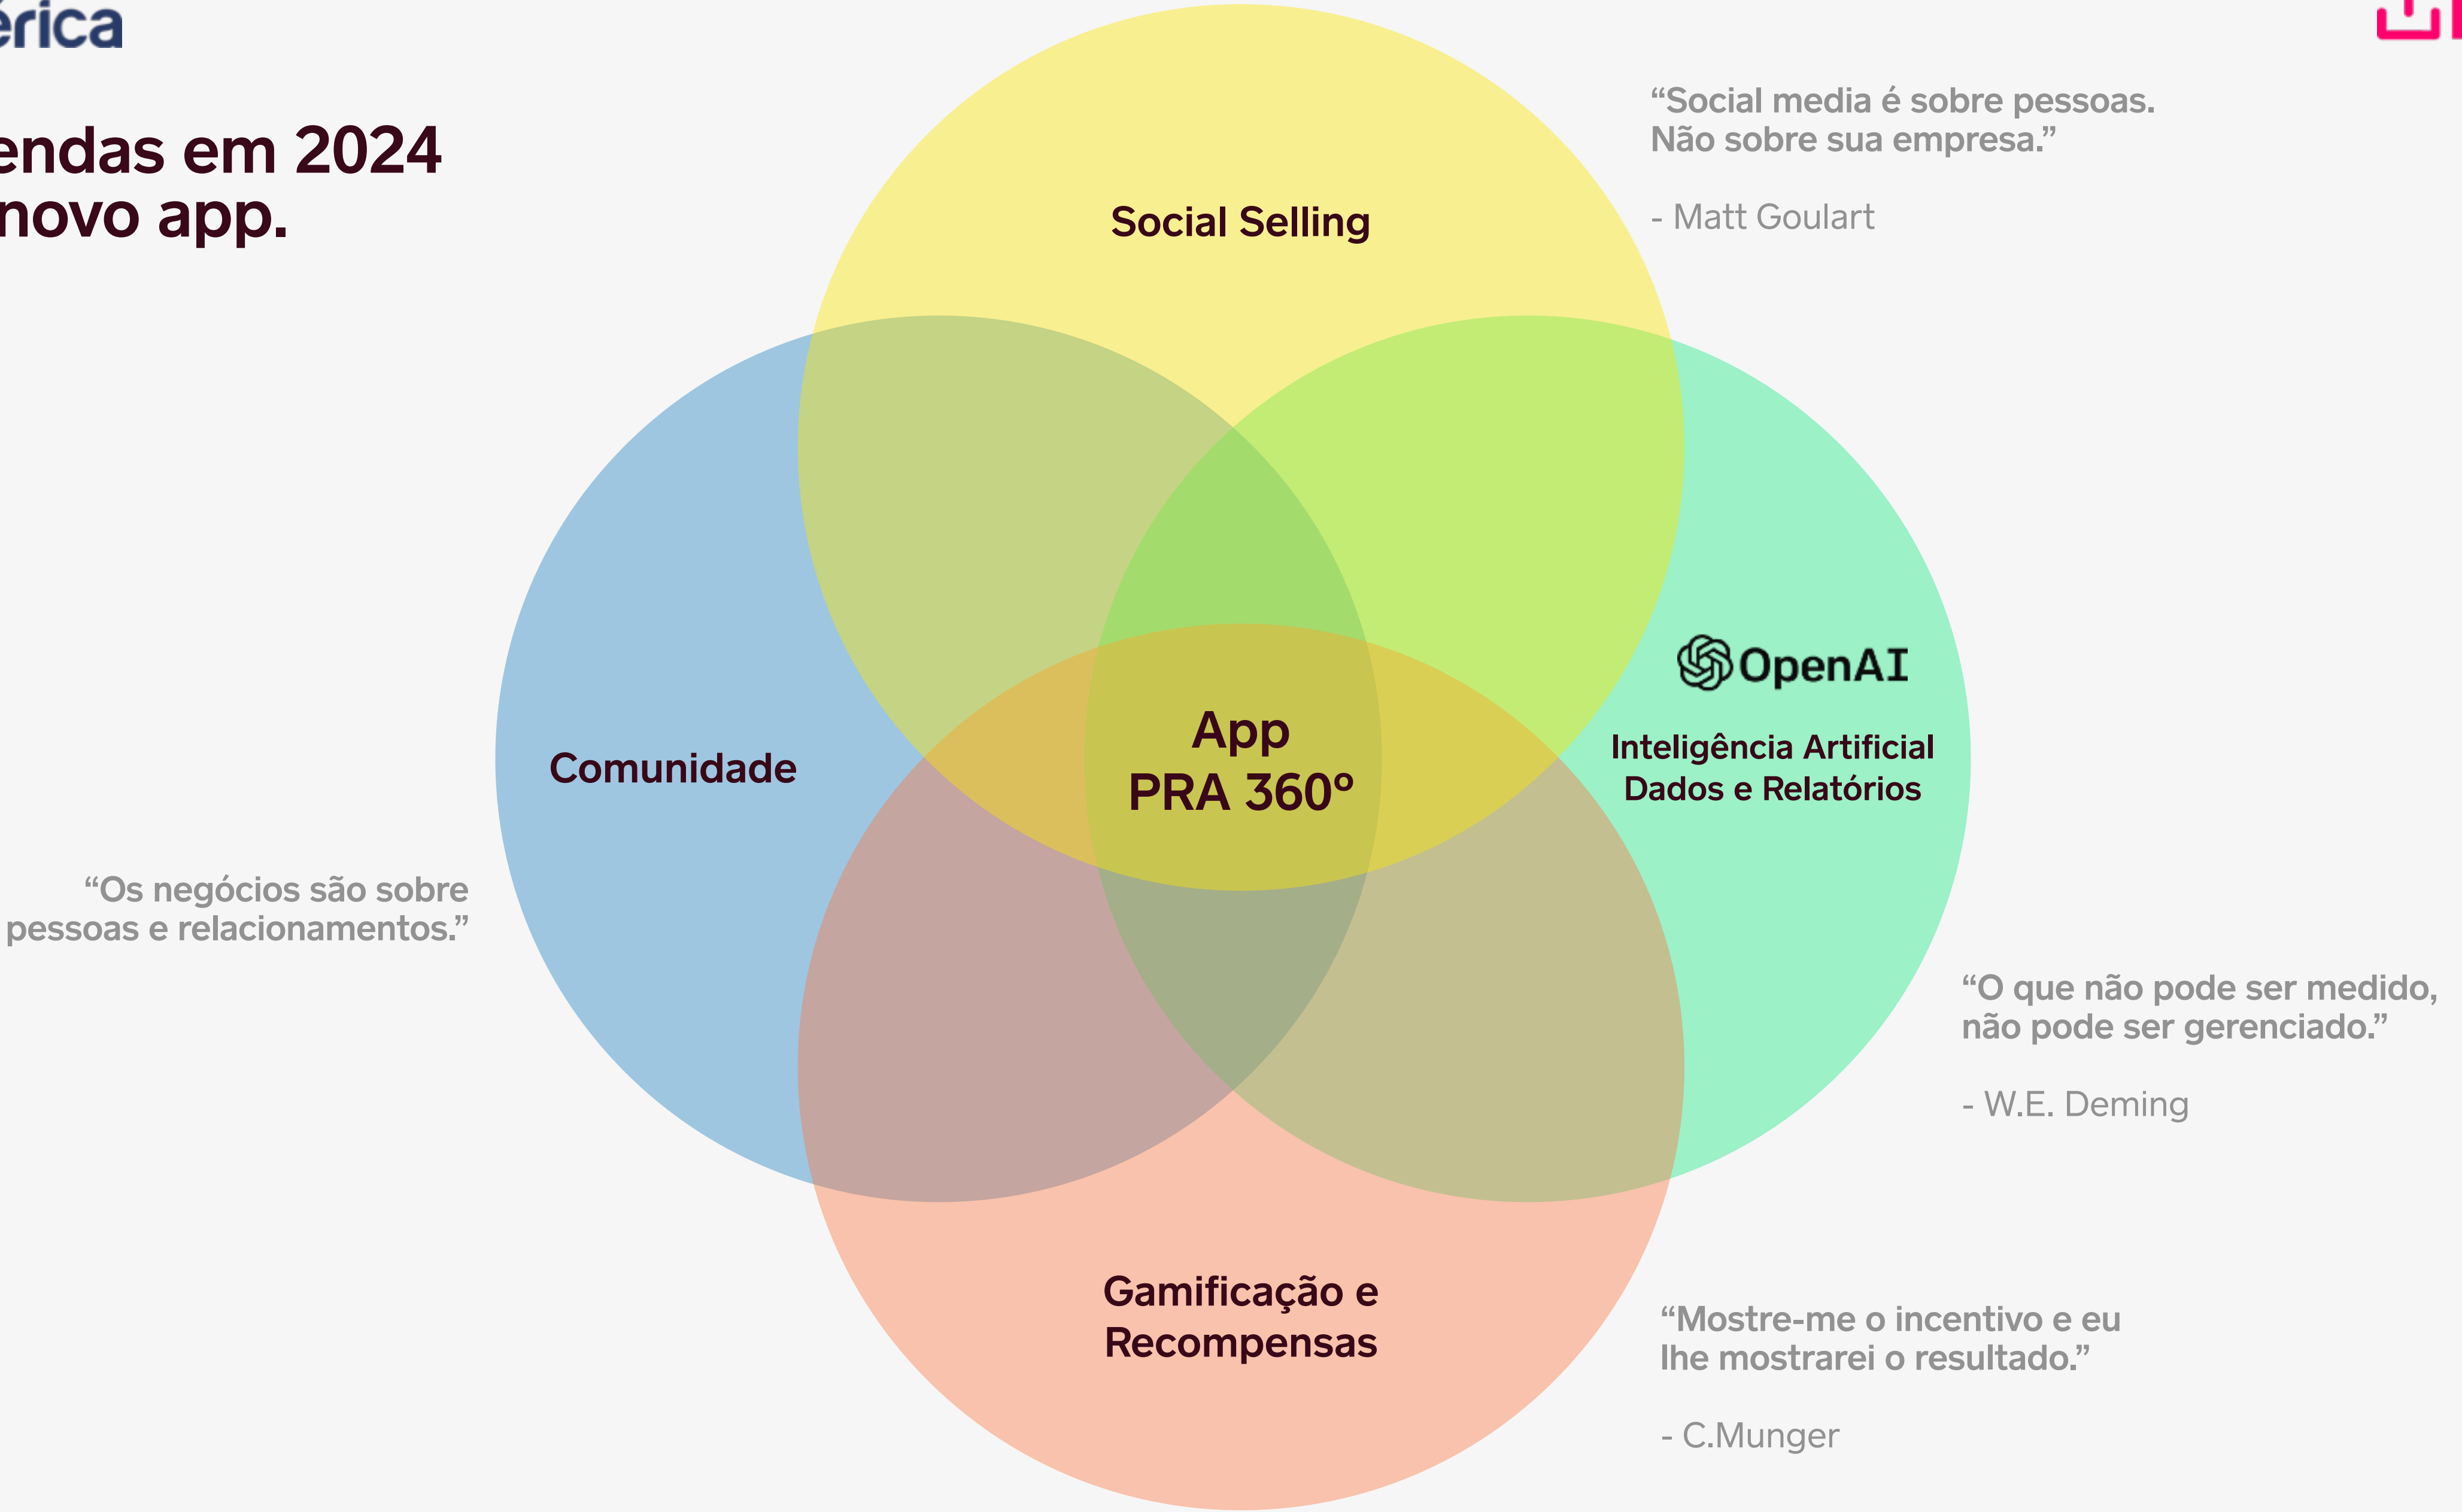 érica
endas em 2024
novo app.
“Social media é sobre pessoas.
Não sobre sua empresa.”
- Matt Goulart
Social Selling
OpenAI
Inteligência Artificial
Dados e Relatórios
App
PRA 360º
Comunidade
“Os negócios são sobre
pessoas e relacionamentos.”
“O que não pode ser medido,
não pode ser gerenciado.”
- W.E. Deming
Gamificação e
Recompensas
“Mostre-me o incentivo e eu
lhe mostrarei o resultado.”
- C.Munger